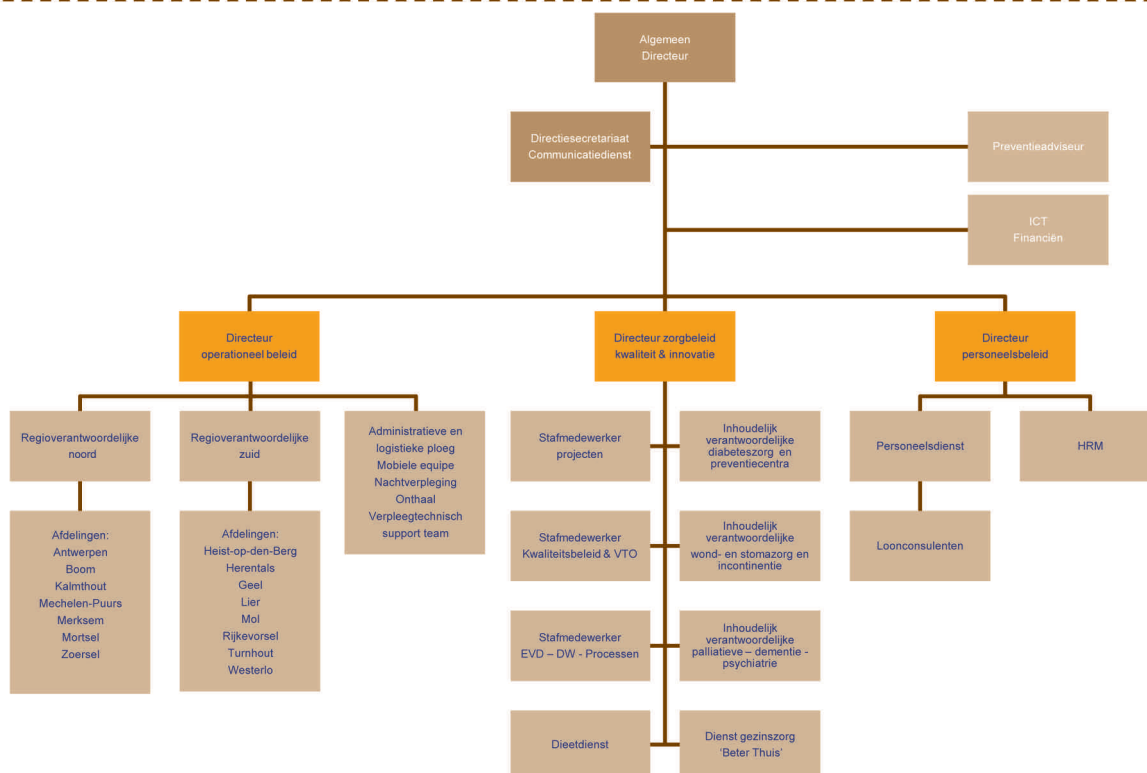 Algemeen
Directeur
Directiesecretariaat
Communicatiedienst
Preventieadviseur
ICT
Financiën
Directeur
operationeel beleid
Directeur zorgbeleid
kwaliteit & innovatie
Directeur
personeelsbeleid
Regioverantwoordelijke
noord
Regioverantwoordelijke
zuid
Administratieve en
logistieke ploeg
Mobiele equipe
Nachtverpleging
Onthaal
Verpleegtechnisch
support team
Stafmedewerker
projecten
Inhoudelijk
verantwoordelijke
diabeteszorg en
preventiecentra
Personeelsdienst
HRM
Afdelingen:
Antwerpen
Boom
Kalmthout
Mechelen-Puurs
Merksem
Mortsel
Zoersel
Afdelingen:
Heist-op-den-Berg
Herentals
Geel
Lier
Mol
Rijkevorsel
Turnhout
Westerlo
Stafmedewerker
Kwaliteitsbeleid & VTO
Inhoudelijk
verantwoordelijke
wond- en stomazorg en
incontinentie
Loonconsulenten
Stafmedewerker
EVD – DW - Processen
Inhoudelijk
verantwoordelijke
palliatieve – dementie -
psychiatrie
Dieetdienst
Dienst gezinszorg
'Beter Thuis'